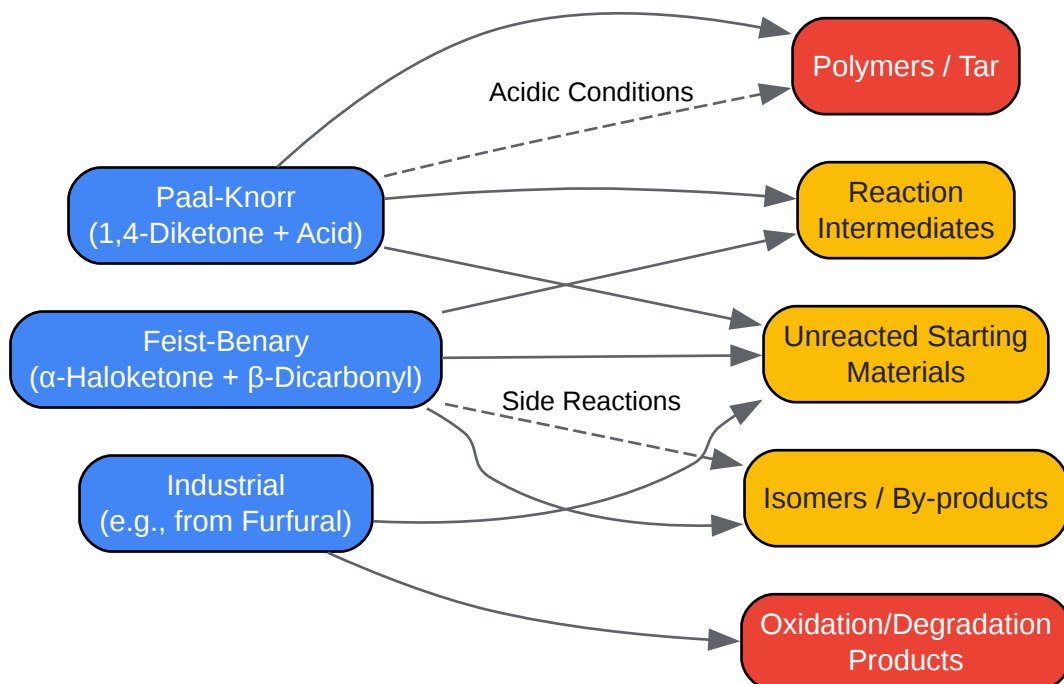 Polymers / Tar
Acidic Conditions
Paal-Knorr
(1,4-Diketone + Acid)
Reaction
Intermediates
Feist-Benary
(α-Haloketone + β-Dicarbonyl)
Unreacted Starting
Materials
Side Reactions
Industrial
(e.g., from Furfural)
Isomers / By-products
Oxidation/Degradation
Products